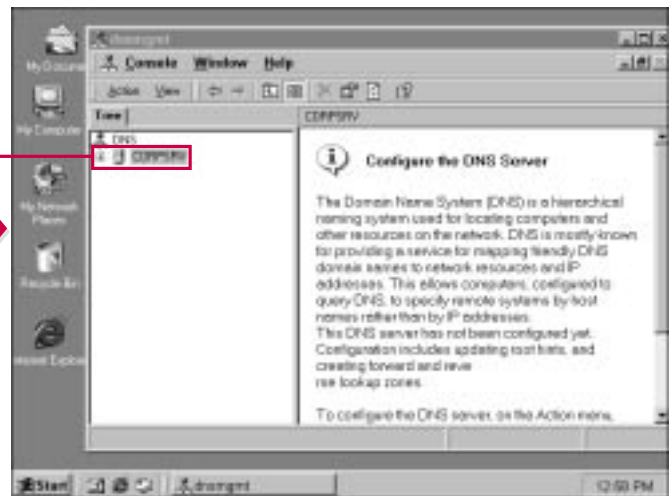 dnsmgmt
My Docume
Console Window Help
Action View
My Computer
Tree
CORPSRV
DNS
CORPSRV
Configure the DNS Server
My Network
Places
The Domain Name System (DNS) is a hierarchical
naming system used for locating computers and
other resources on the network. DNS is mostly known
for providing a service for mapping friendly DNS
domain names to network resources and IP
addresses. This allows computers, configured to
query DNS, to specify remote systems by host
names rather than by IP addresses.
This DNS server has not been configured yet.
Configuration includes updating root hints, and
creating forward and reve
rse lookup zones.
To configure the DNS server, on the Action menu,
Recycle Bin
Internet Explor
Start
dnsmgmt
12:50 PM